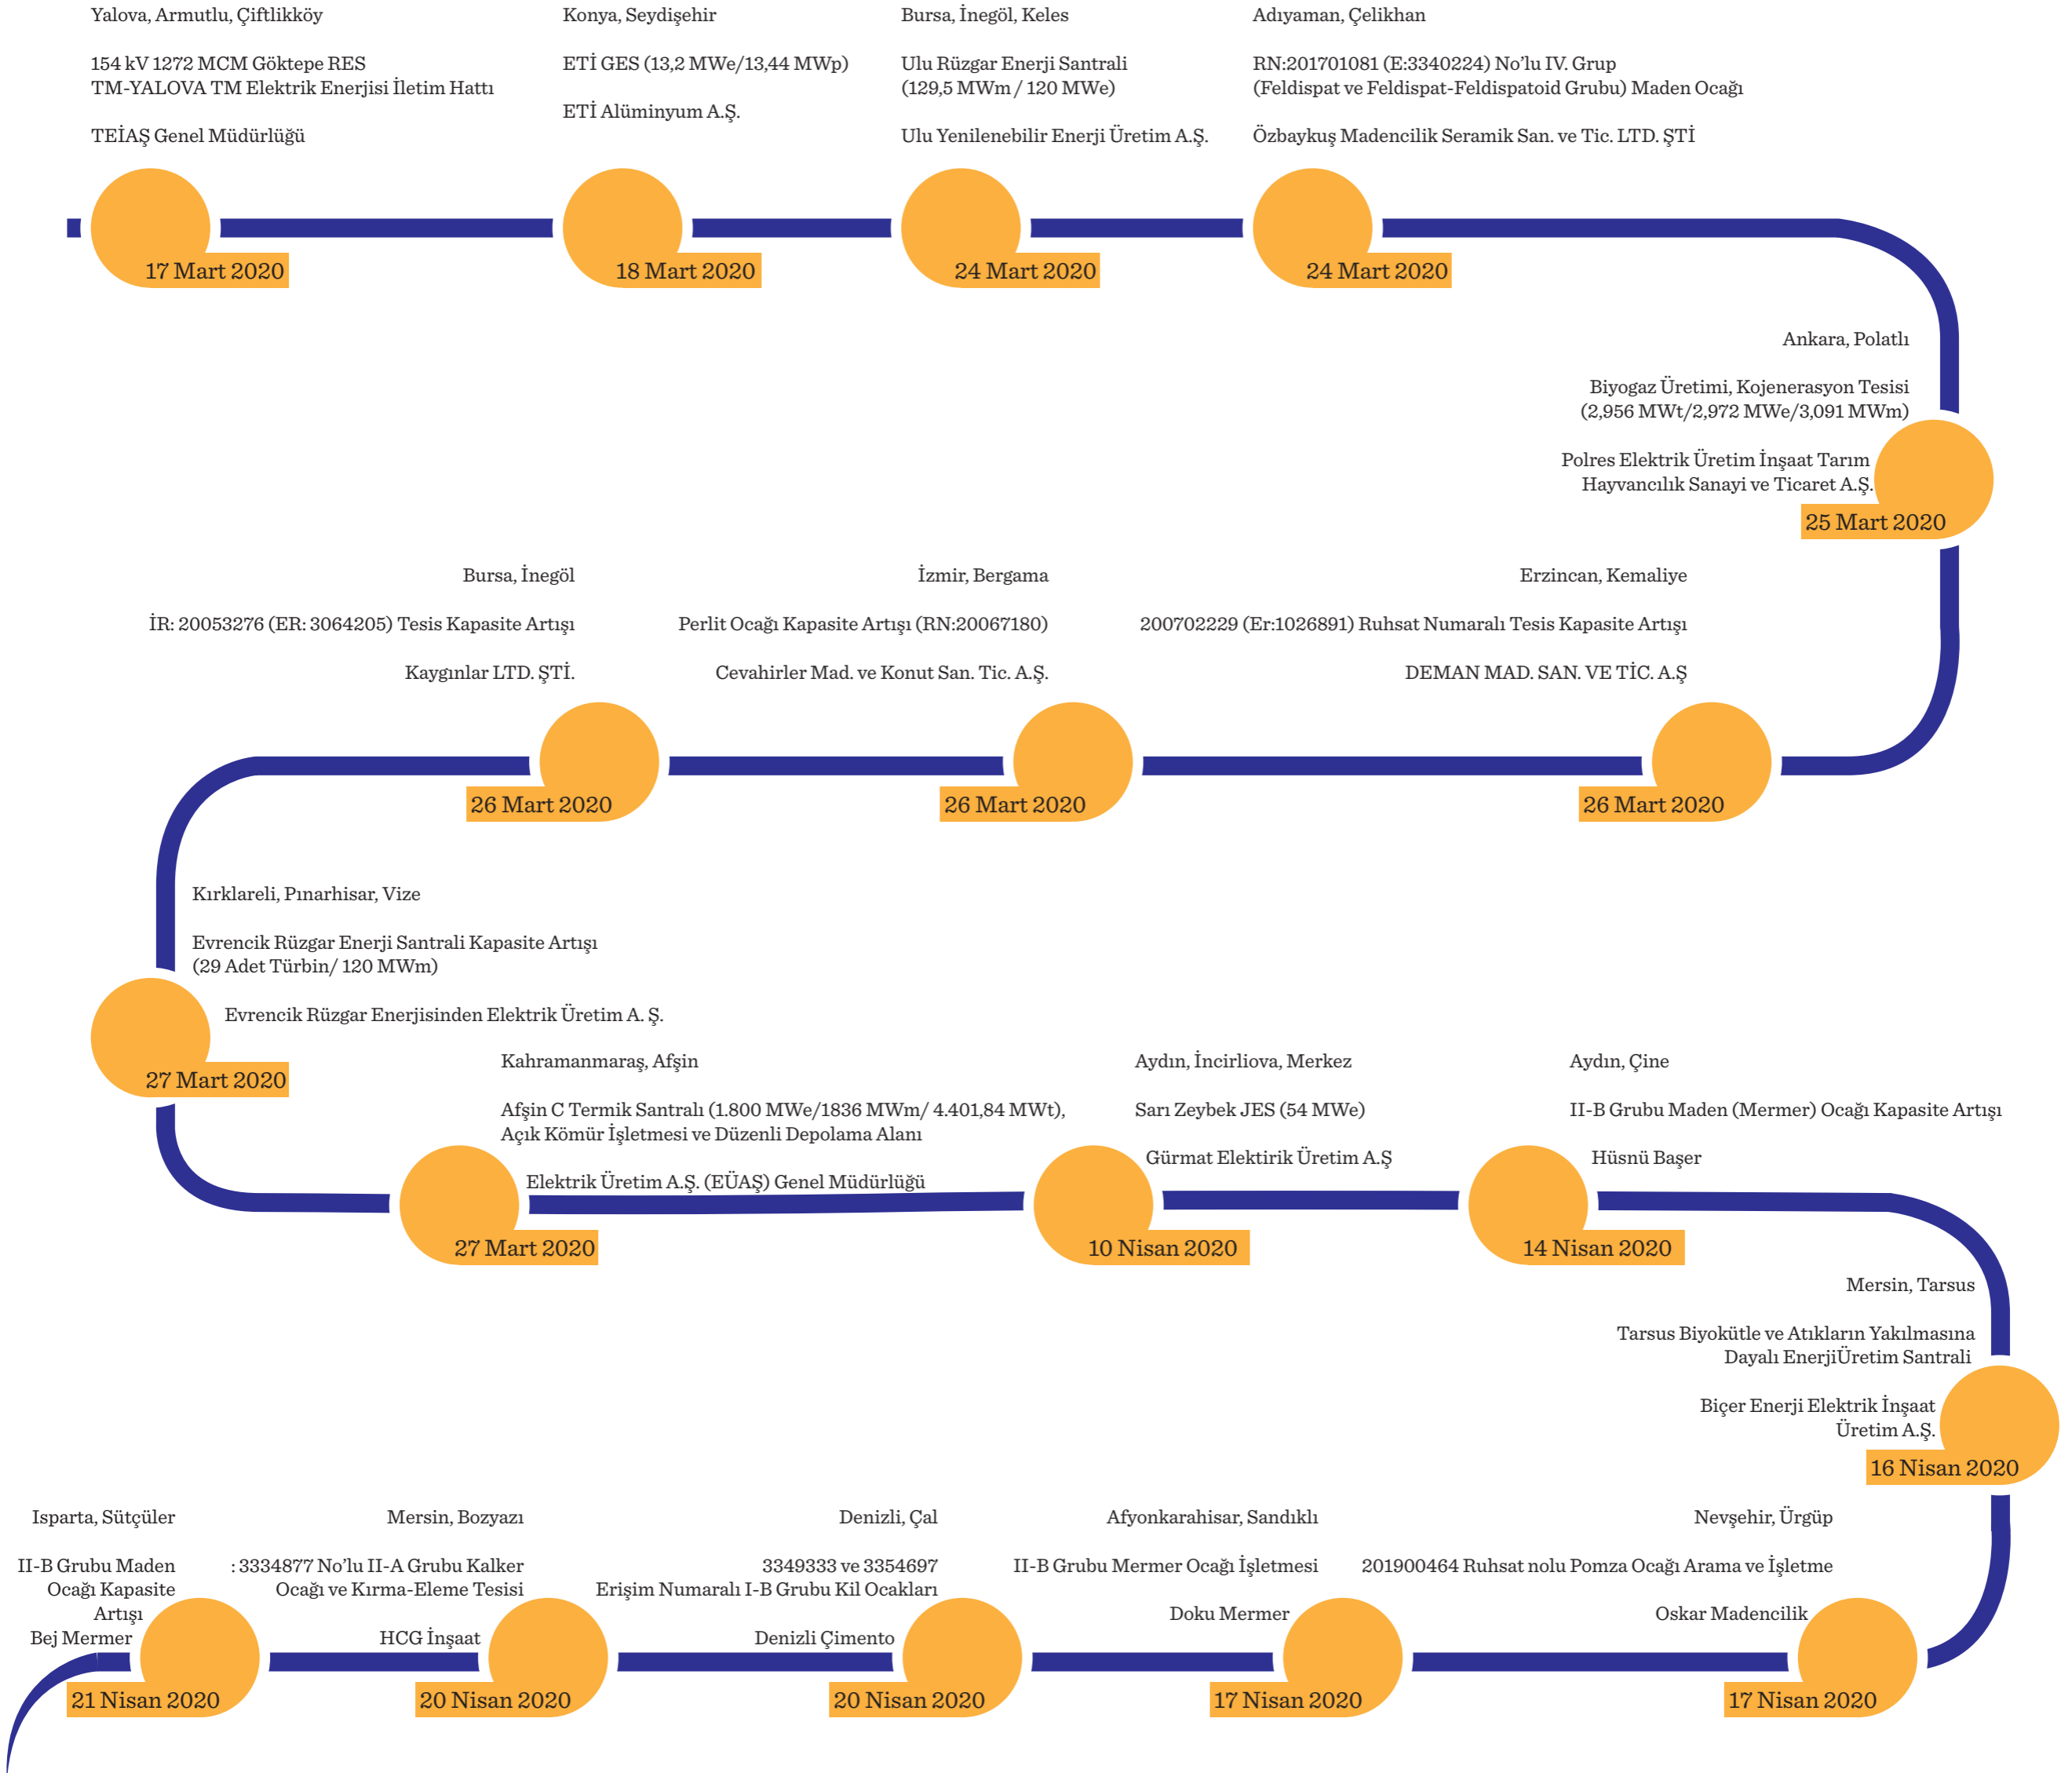 Yalova, Armutlu, Çiftlikköy
154 kV 1272 MCM Göktepe RES
TM-YALOVA TM Elektrik Enerjisi İletim Hattı
TEİAŞ Genel Müdürlüğü
17 Mart 2020
Konya, Seydişehir
ETİ GES (13,2 MWe/13,44 MWp)
ETİ Alüminyum A.Ş.
18 Mart 2020
Bursa, İnegöl, Keles
Ulu Rüzgar Enerji Santrali
(129,5 MWm / 120 MWe)
Ulu Yenilenebilir Enerji Üretim A.Ş.
24 Mart 2020
Adıyaman, Çelikhan
RN:201701081 (E:3340224) No’lu IV. Grup
(Feldispat ve Feldispat-Feldispatoid Grubu) Maden Ocağı
Özbaykuş Madencilik Seramik San. ve Tic. LTD. ŞTİ
24 Mart 2020
Ankara, Polatlı
Biyogaz Üretimi, Kojenerasyon Tesisi
(2,956 MWt/2,972 MWe/3,091 MWm)
Polres Elektrik Üretim İnşaat Tarım
Hayvancılık Sanayi ve Ticaret A.Ş.
25 Mart 2020
Erzincan, Kemaliye
200702229 (Er:1026891) Ruhsat Numaralı Tesis Kapasite Artışı
DEMAN MAD. SAN. VE TİC. A.Ş
26 Mart 2020
İzmir, Bergama
Perlit Ocağı Kapasite Artışı (RN:20067180)
Cevahirler Mad. ve Konut San. Tic. A.Ş.
26 Mart 2020
Bursa, İnegöl
İR: 20053276 (ER: 3064205) Tesis Kapasite Artışı
Kaygınlar LTD. ŞTİ.
26 Mart 2020
Kırklareli, Pınarhisar, Vize
Evrencik Rüzgar Enerji Santrali Kapasite Artışı
(29 Adet Türbin/ 120 MWm)
Evrencik Rüzgar Enerjisinden Elektrik Üretim A. Ş.
27 Mart 2020
Kahramanmaraş, Afşin
Afşin C Termik Santralı (1.800 MWe/1836 MWm/ 4.401,84 MWt),
Açık Kömür İşletmesi ve Düzenli Depolama Alanı
Elektrik Üretim A.Ş. (EÜAŞ) Genel Müdürlüğü
27 Mart 2020
Aydın, İncirliova, Merkez
Sarı Zeybek JES (54 MWe)
Gürmat Elektirik Üretim A.Ş
10 Nisan 2020
Aydın, Çine
II-B Grubu Maden (Mermer) Ocağı Kapasite Artışı
Hüsnü Başer
14 Nisan 2020
Mersin, Tarsus
Tarsus Biyokütle ve Atıkların Yakılmasına
Dayalı EnerjiÜretim Santrali
Biçer Enerji Elektrik İnşaat
Üretim A.Ş.
16 Nisan 2020
Nevşehir, Ürgüp
201900464 Ruhsat nolu Pomza Ocağı Arama ve İşletme
Oskar Madencilik
17 Nisan 2020
Afyonkarahisar, Sandıklı
II-B Grubu Mermer Ocağı İşletmesi
Doku Mermer
17 Nisan 2020
Denizli, Çal
3349333 ve 3354697
Erişim Numaralı I-B Grubu Kil Ocakları
Denizli Çimento
20 Nisan 2020
Mersin, Bozyazı
: 3334877 No’lu II-A Grubu Kalker
Ocağı ve Kırma-Eleme Tesisi
HCG İnşaat
20 Nisan 2020
Isparta, Sütçüler
II-B Grubu Maden
Ocağı Kapasite
Artışı
Bej Mermer
21 Nisan 2020